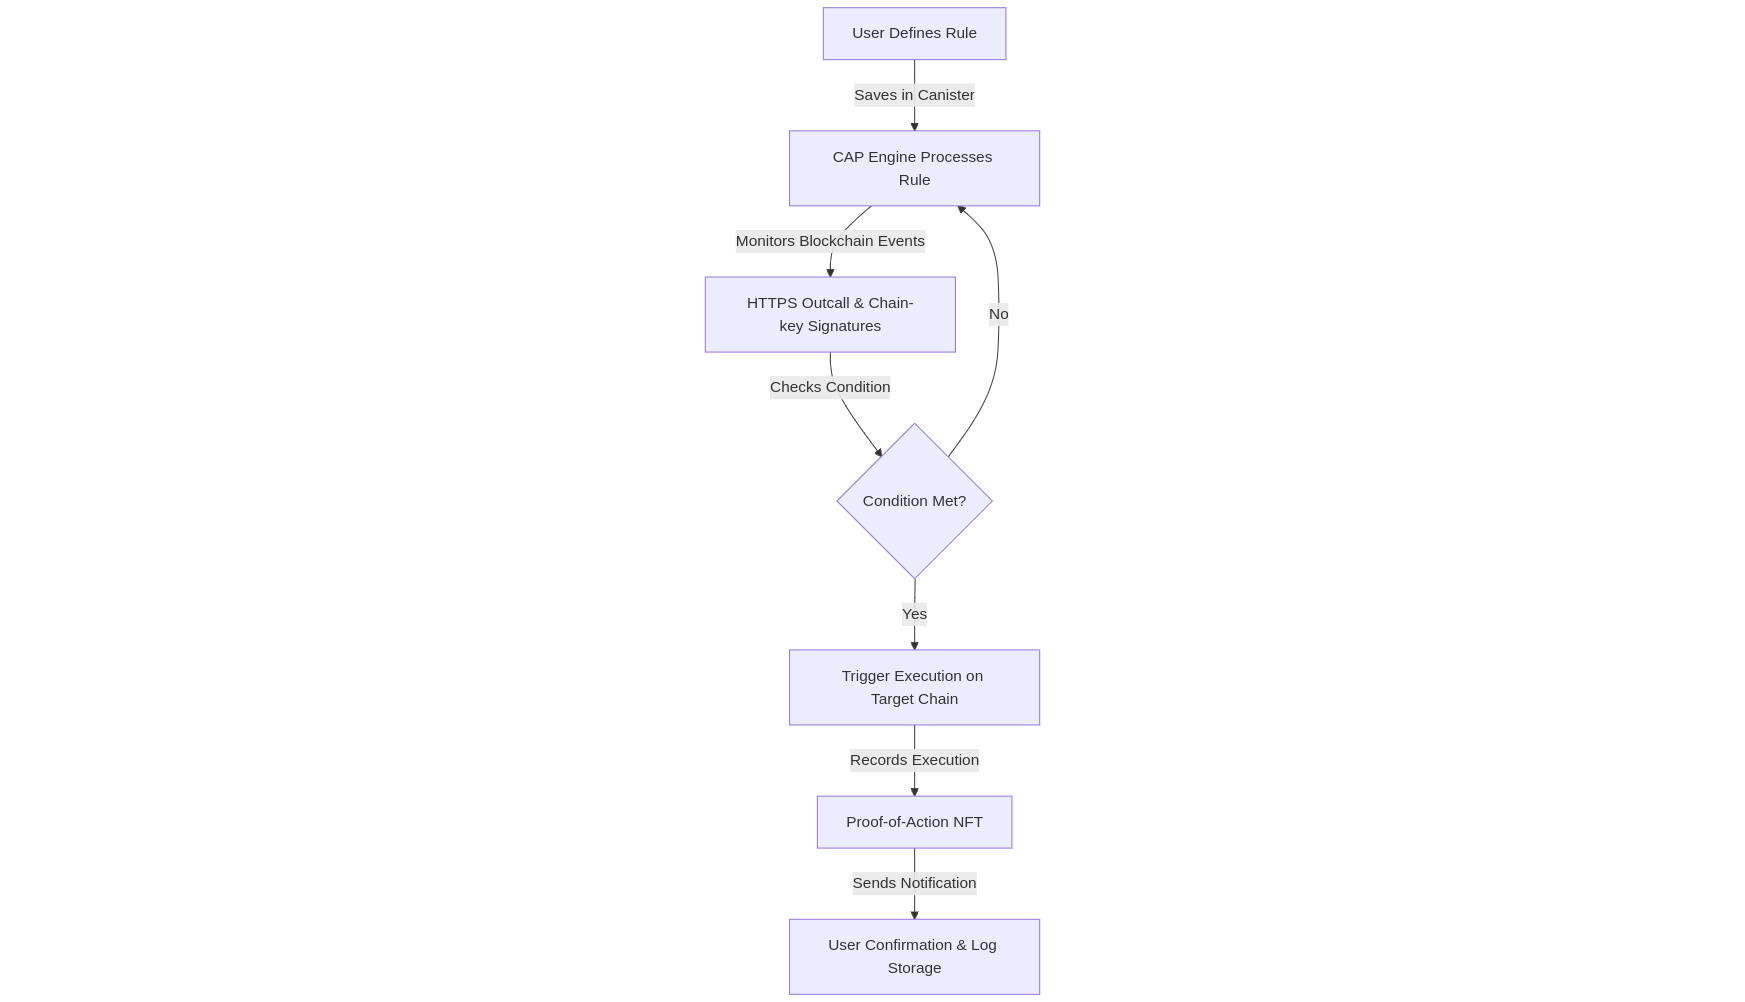 User Defines Rule
Saves in Canister
CAP Engine Processes
Rule
Monitors Blockchain Events
HTTPS Outcall & Chain-
key Signatures
No
Checks Condition
Condition Met?
Yes
Trigger Execution on
Target Chain
Records Execution
Proof-of-Action NFT
Sends Notification
User Confirmation & Log
Storage